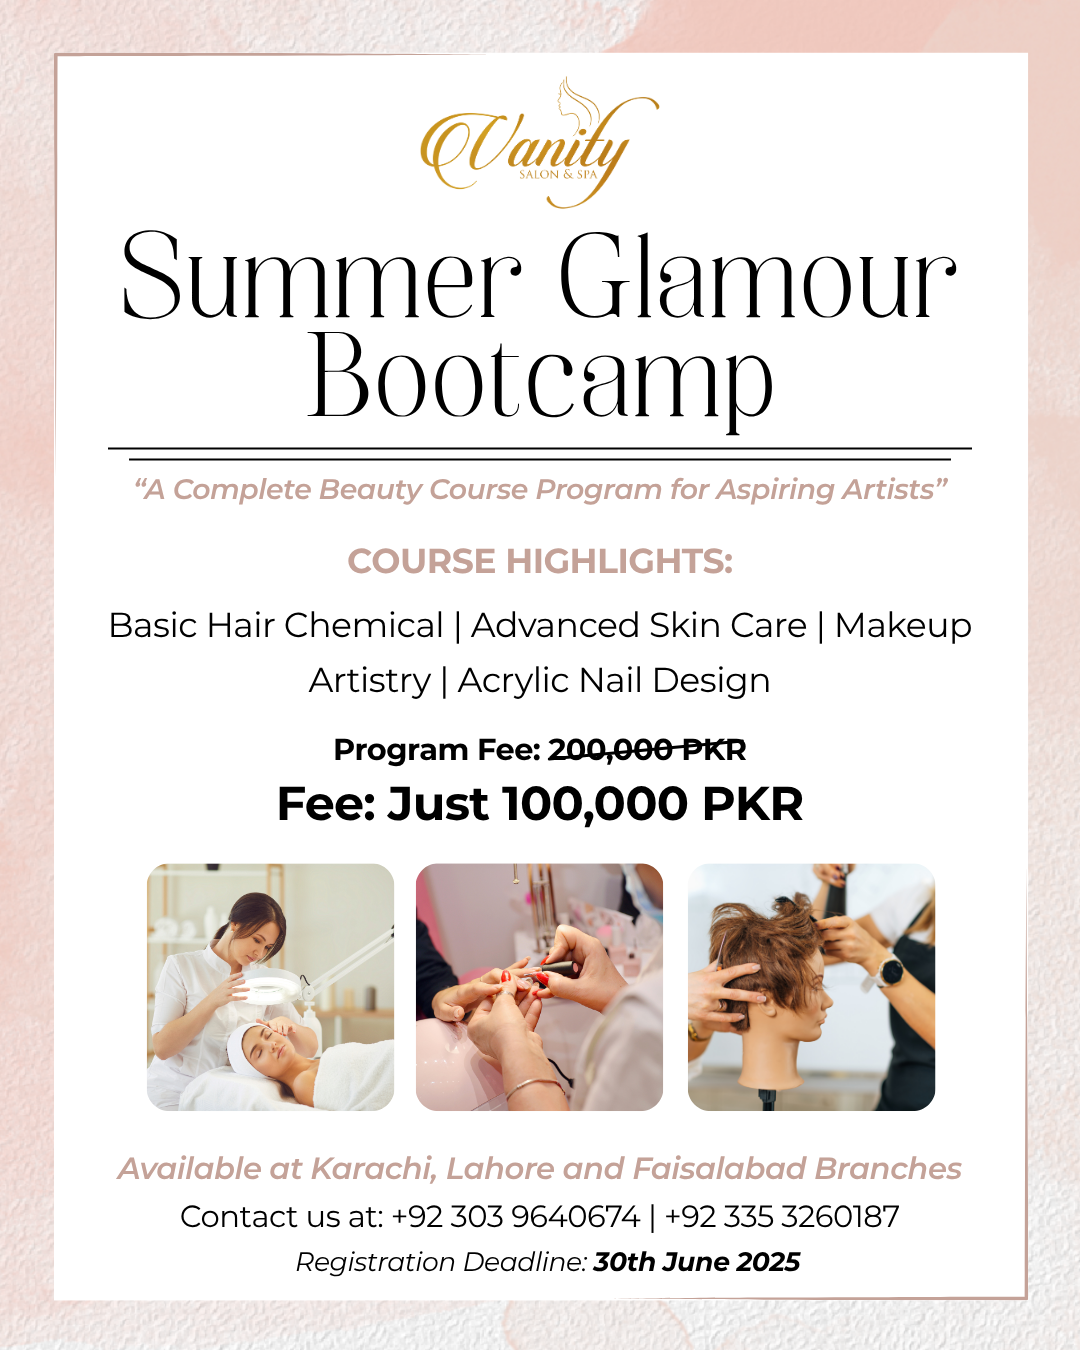 Vanity
SALON & SPA
Summer Glamour
Bootcamp
“A Complete Beauty Course Program for Aspiring Artists”
COURSE HIGHLIGHTS:
Basic Hair Chemical | Advanced Skin Care | Makeup
Artistry | Acrylic Nail Design
Program Fee: 200,000 PKR
Fee: Just 100,000 PKR
Available at Karachi, Lahore and Faisalabad Branches
Contact us at: +92 303 9640674 | +92 335 3260187
Registration Deadline: 30th June 2025